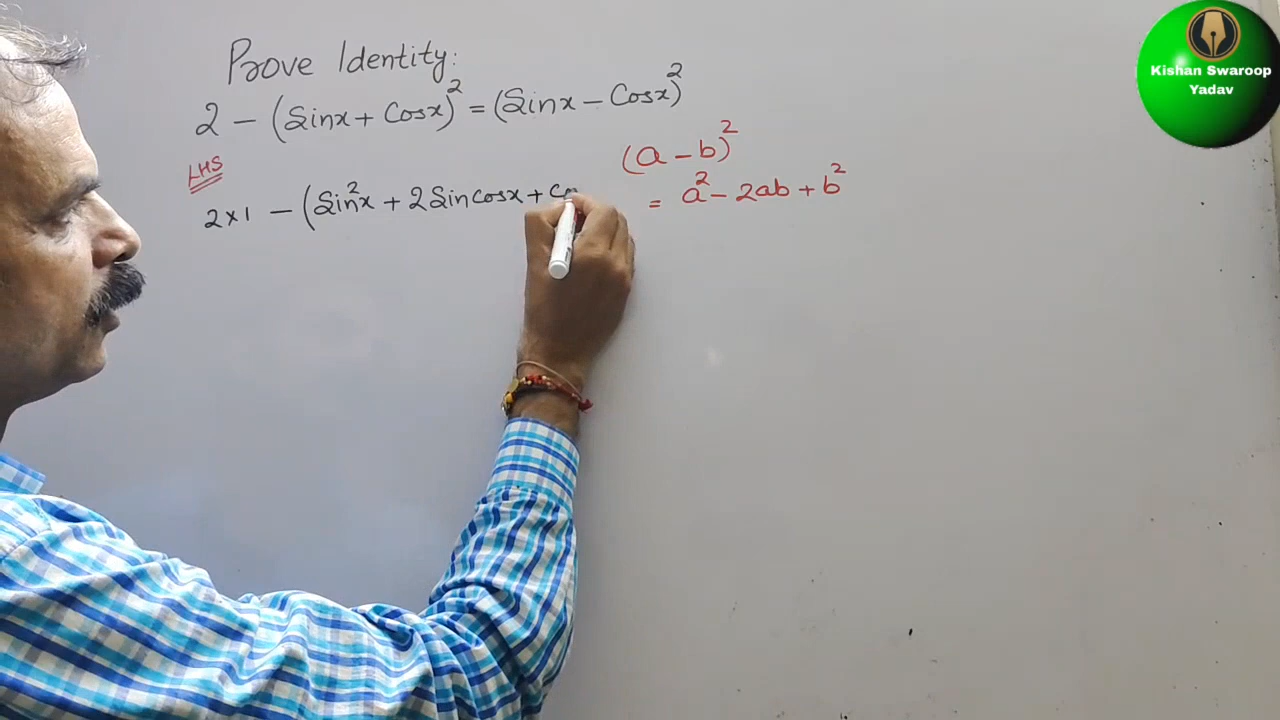 Prove Identity:
2 - (Sinx + Cosx)² = (Sinx - Cosx)²
LHS
(a - b)²
= a² - 2ab + b²
2×1 - (Sin²x + 2Sincosx + co
Kishan Swaroop
Yadav